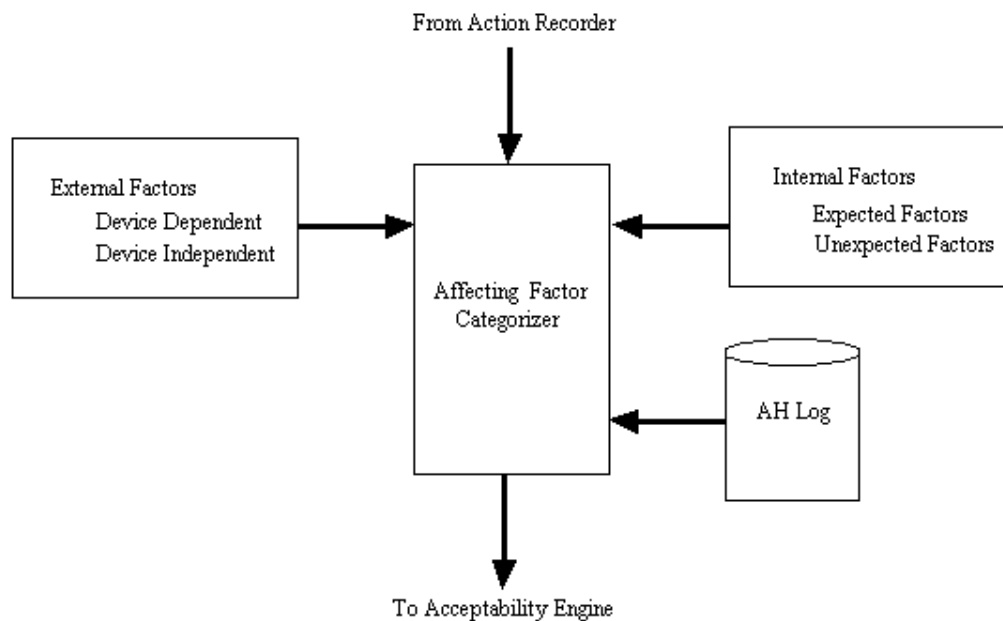 From Action Recorder
External Factors
Device Dependent
Device Independent
Internal Factors
Expected Factors
Unexpected Factors
Affecting Factor
Categorizer
AH Log
To Acceptability Engine